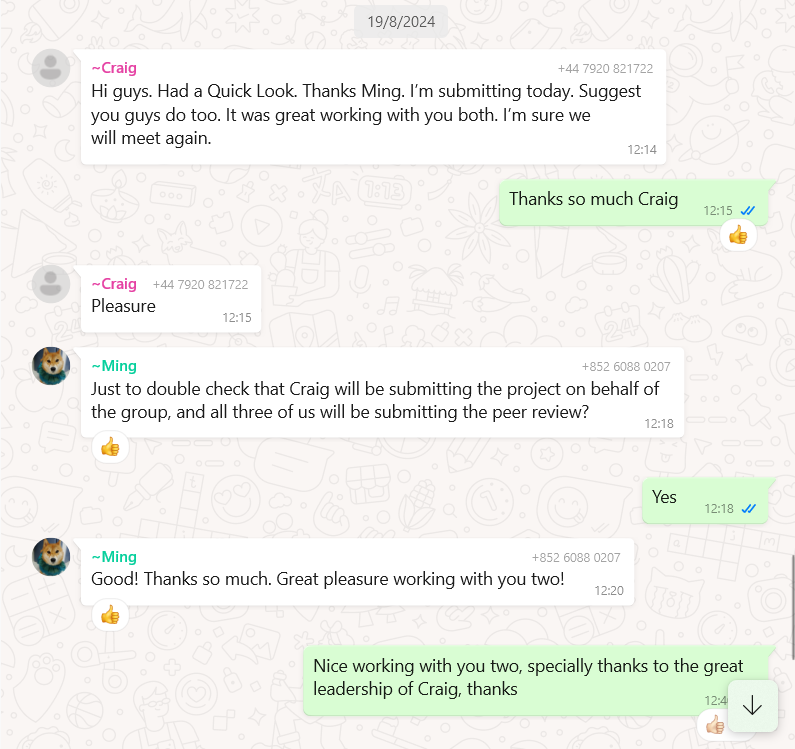 19/8/2024
~Craig +44 7920 821722
Hi guys. Had a Quick Look. Thanks Ming. I’m submitting today. Suggest
you guys do too. It was great working with you both. I’m sure we
will meet again.
12:14
Thanks so much Craig
12:15
~Craig +44 7920 821722
Pleasure
12:15
~Ming +852 6088 0207
Just to double check that Craig will be submitting the project on behalf of
the group, and all three of us will be submitting the peer review?
12:18
Yes
12:18
~Ming +852 6088 0207
Good! Thanks so much. Great pleasure working with you two!
12:20
Nice working with you two, specially thanks to the great
leadership of Craig, thanks